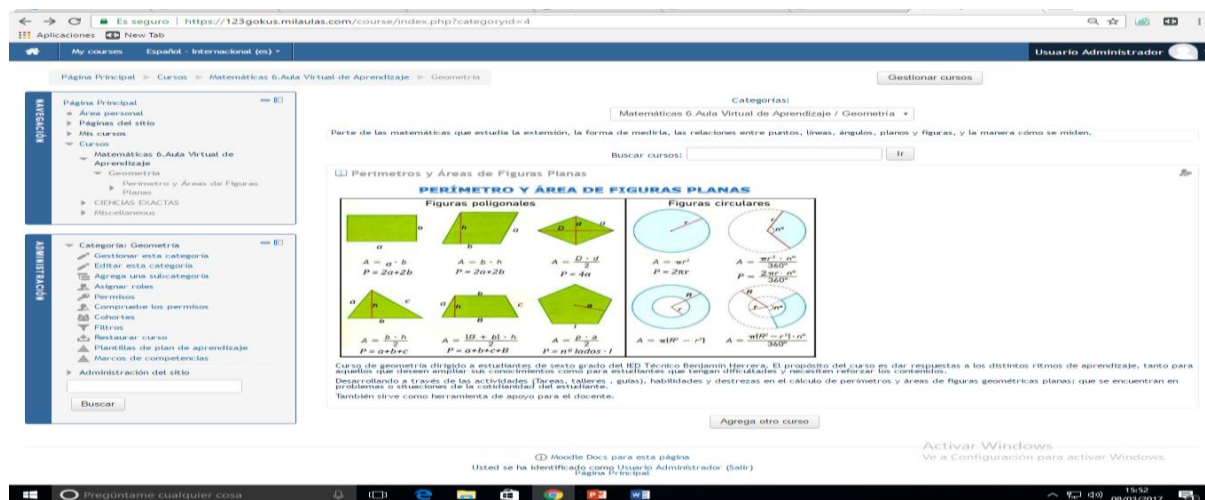 Es seguro | https://123gokus.milaulas.com/course/index.php?categoryid=4
Aplicaciones New Tab
My courses Español - Internacional (es)
Usuario Administrador
Página Principal Cursos Matemáticas 6.Aula Virtual de Aprendizaje Geometría
Gestionar cursos
NAVEGACIÓN
Página Principal
Área personal
Páginas del sitio
Mis cursos
Cursos
Matemáticas 6.Aula Virtual de
Aprendizaje
Geometría
Perímetro y Áreas de Figuras
Planas
CIENCIAS EXACTAS
Miscellaneous
ADMINISTRACIÓN
Categoría: Geometría
Gestionar esta categoría
Editar esta categoría
Agrega una subcategoría
Asignar roles
Permisos
Compruebe los permisos
Cohortes
Filtros
Restaurar curso
Plantillas de plan de aprendizaje
Marcos de competencias
Administración del sitio
Buscar
Categorías:
Matemáticas 6.Aula Virtual de Aprendizaje / Geometría
Parte de las matemáticas que estudia la extensión, la forma de medirla, las relaciones entre puntos, líneas, ángulos, planos y figuras, y la manera cómo se miden.
Buscar cursos: Ir
Perímetros y Áreas de Figuras Planas
PERÍMETRO Y ÁREA DE FIGURAS PLANAS
Figuras poligonales Figuras circulares
A = a · b
P = 2a+2b
A = b · h
P = 2a+2b
A = D · d / 2
P = 4a
A = πr²
P = 2πr
A = πr² · n° / 360°
P = 2πr · n° / 360°
A = b · h / 2
P = a+b+c
A = (B + b) · h / 2
P = a+b+c+B
A = p · a / 2
P = nº lados · l
A = π(R² − r²)
A = π(R² − r²) · n° / 360°
Curso de geometría dirigido a estudiantes de sexto grado del IED Técnico Benjamín Herrera, El propósito del curso es dar respuestas a los distintos ritmos de aprendizaje, tanto para
aquellos que deseen ampliar sus conocimientos como para estudiantes que tengan dificultades y necesiten reforzar los contenidos.
Desarrollando a través de las actividades (Tareas, talleres , guías), habilidades y destrezas en el cálculo de perímetros y áreas de figuras geométricas planas; que se encuentran en
problemas o situaciones de la cotidianidad del estudiante.
También sirve como herramienta de apoyo para el docente.
Agrega otro curso
Activar Windows
Ve a Configuración para activar Windows.
Moodle Docs para esta página
Usted se ha identificado como Usuario Administrador (Salir)
Página Principal
Pregúntame cualquier cosa
15:52
08/03/2017